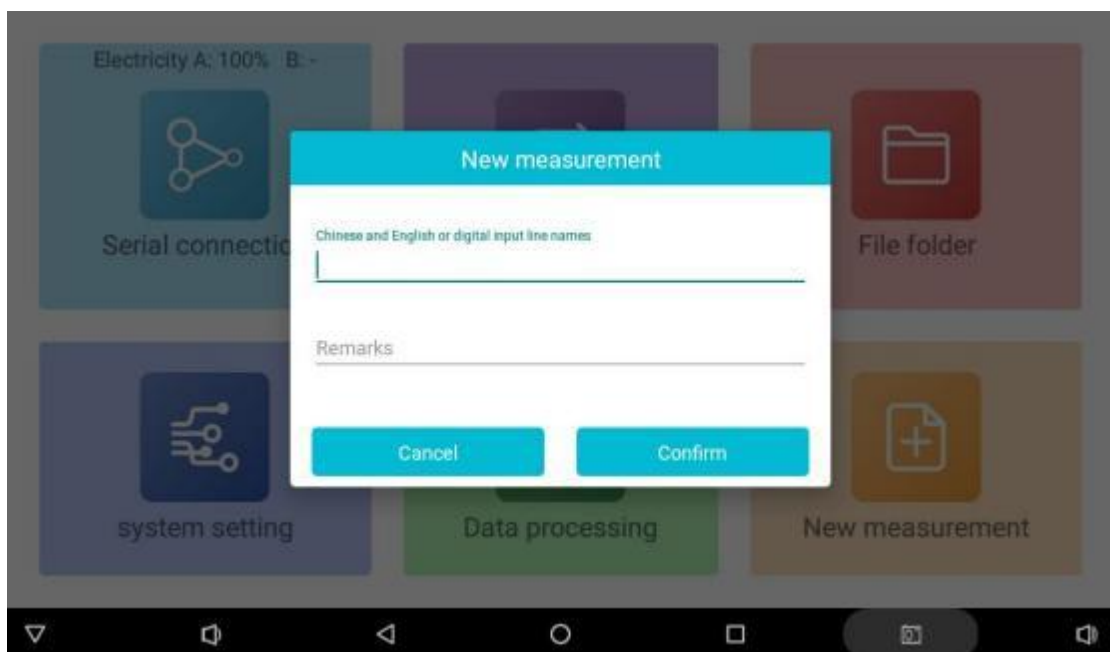 Electricity A: 100% B: -
New measurement
Chinese and English or digital input line names
Serial connectio
File folder
Remarks
Cancel
Confirm
system setting
Data processing
New measurement